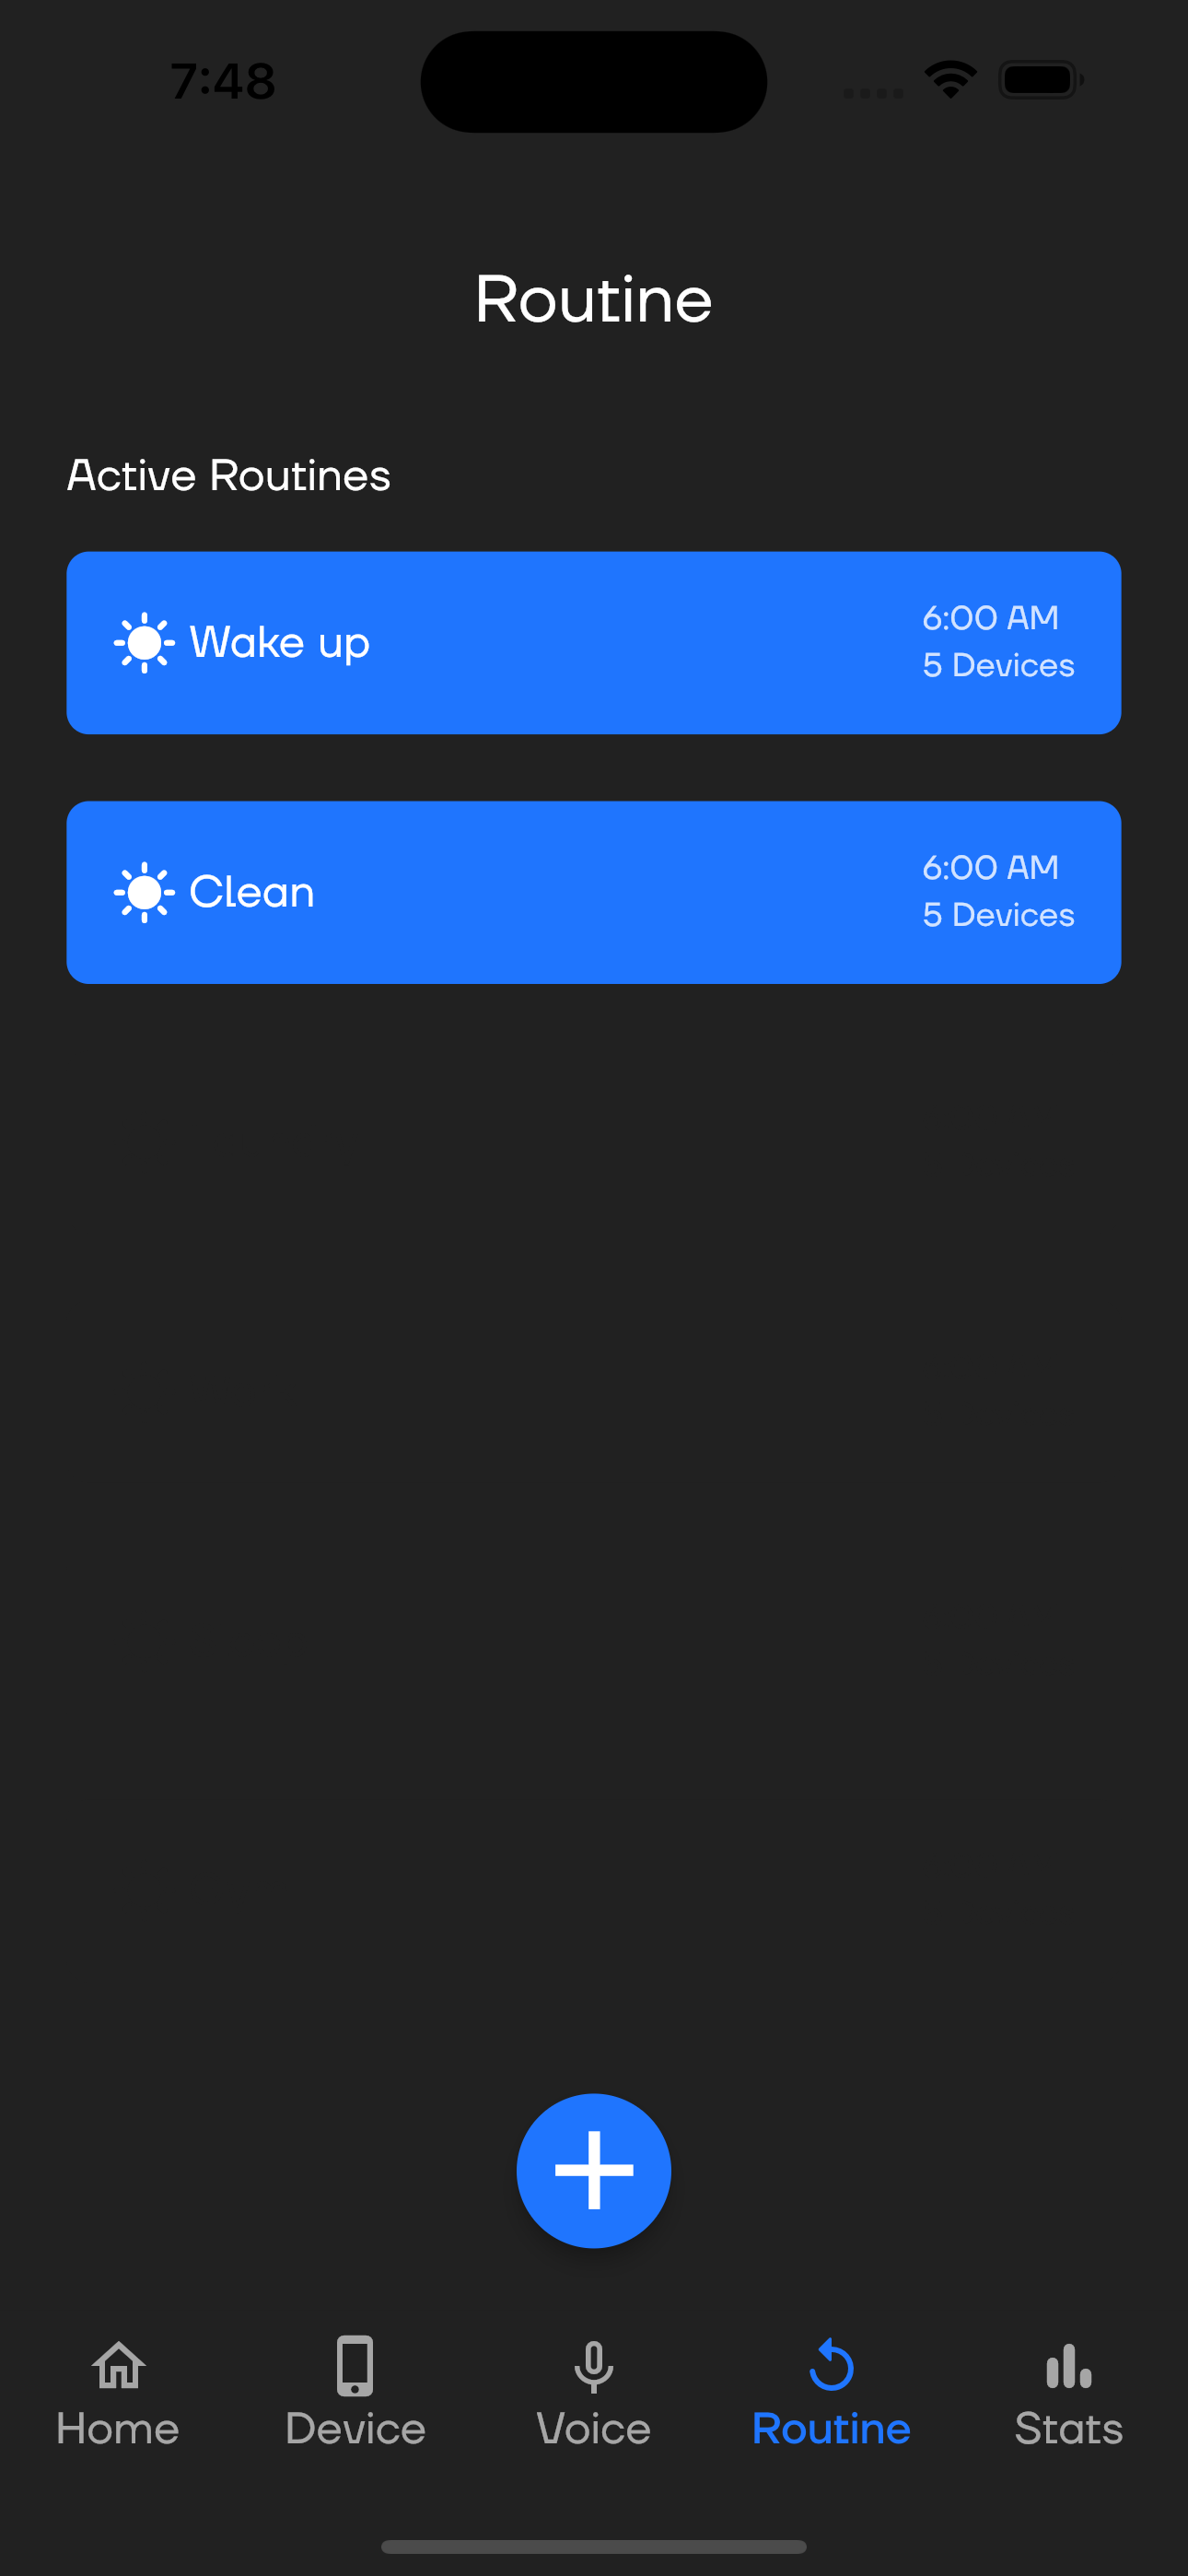 7:48
Routine
Active Routines
Wake up
6:00 AM
5 Devices
Clean
6:00 AM
5 Devices
Home
Device
Voice
Routine
Stats